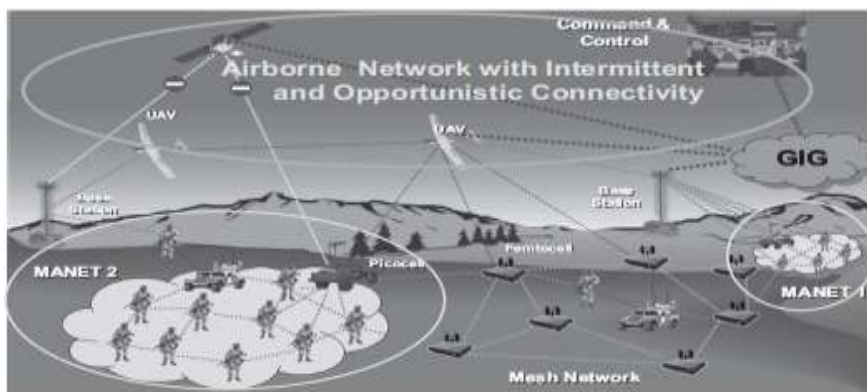 Command &
Control
Airborne Network with Intermittent
and Opportunistic Connectivity
UAV
UAV
GIG
Base
Station
Base
Station
Femtocell
Picocell
MANET 2
MANET 1
Mesh Network